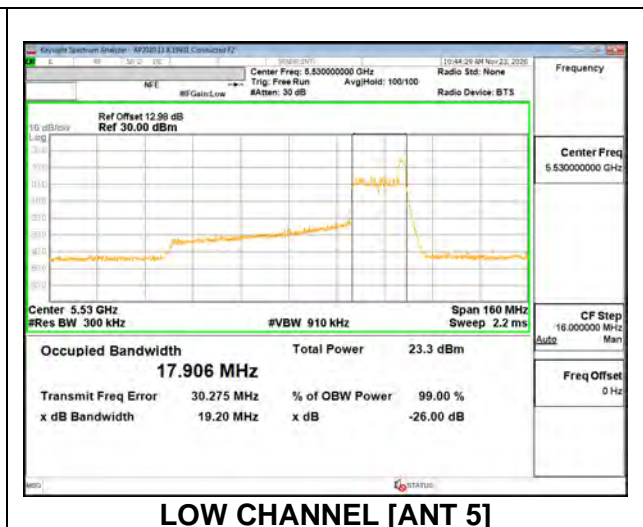 Keysight Spectrum Analyzer
10:44:29 AM Nov 23, 2020
Center Freq: 5.530000000 GHz
Radio Std: None
Frequency
NFE
Trig: Free Run
Avg|Hold: 100/100
#IFGain:Low
#Atten: 30 dB
Radio Device: BTS
Ref Offset 12.98 dB
10 dB/div
Ref 30.00 dBm
Log
Center Freq
5.530000000 GHz
Center 5.53 GHz
Span 160 MHz
#Res BW 300 kHz
#VBW 910 kHz
Sweep 2.2 ms
CF Step
16.000000 MHz
Auto
Man
Occupied Bandwidth
Total Power
23.3 dBm
17.906 MHz
Freq Offset
0 Hz
Transmit Freq Error
30.275 MHz
% of OBW Power
99.00 %
x dB Bandwidth
19.20 MHz
x dB
-26.00 dB
MSG
STATUS
LOW CHANNEL [ANT 5]